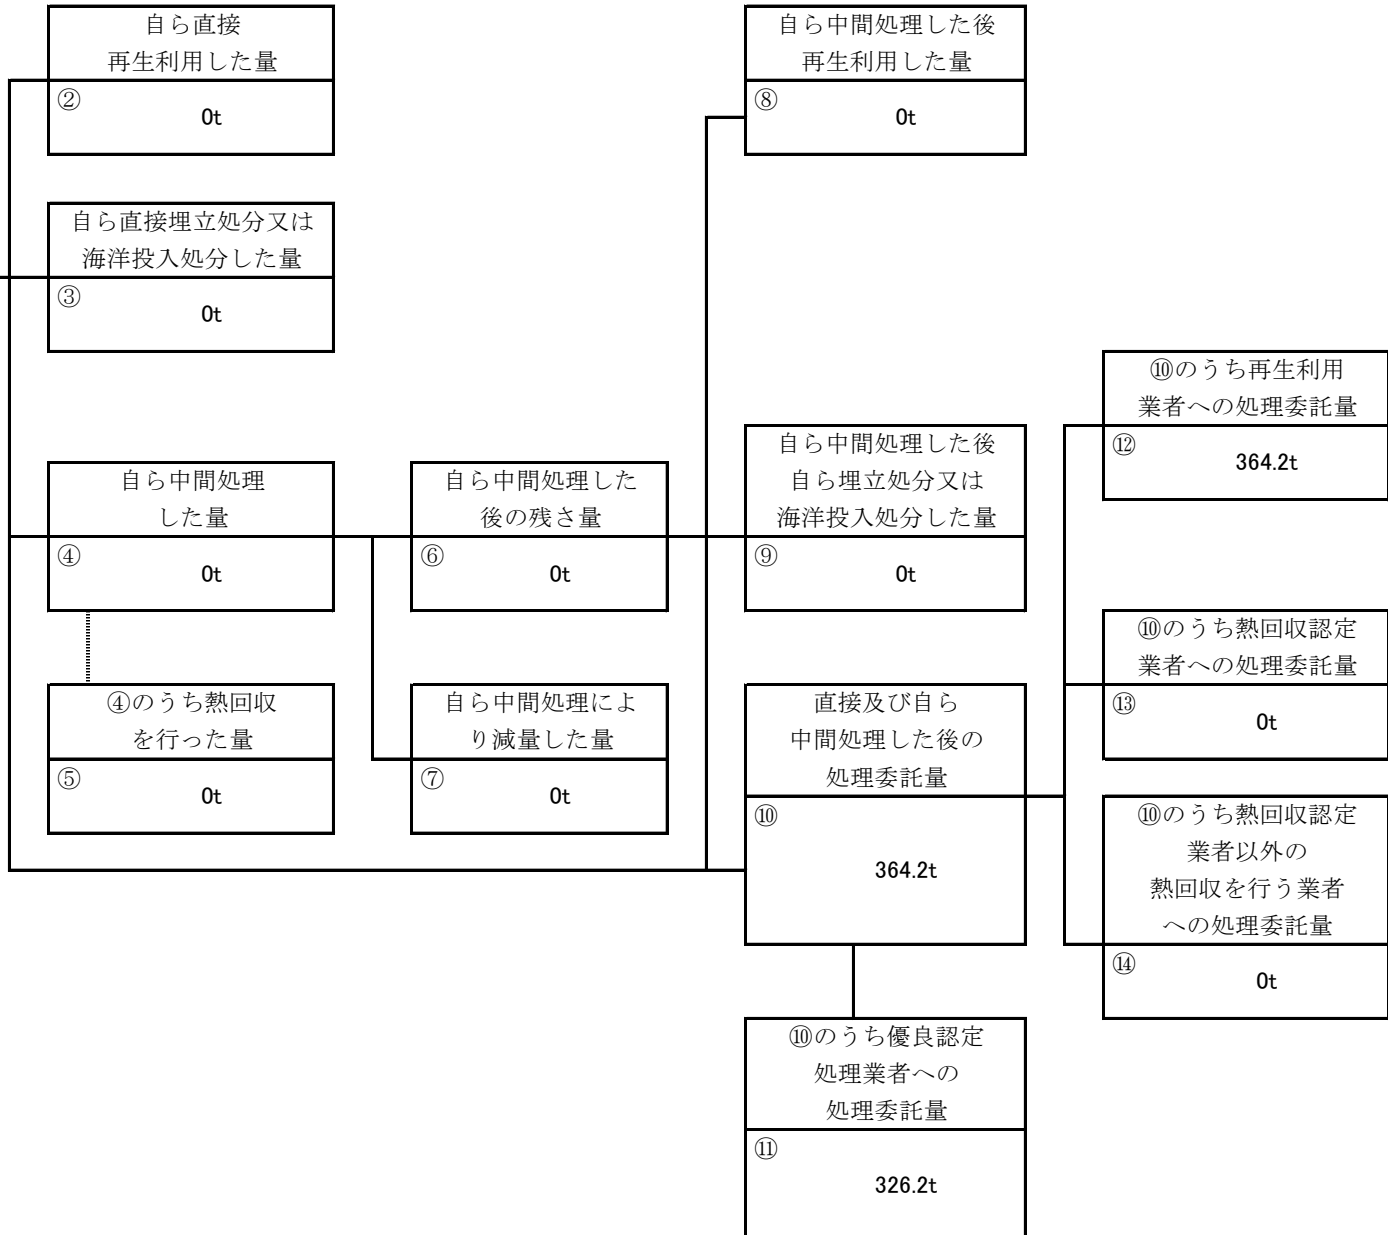 自ら直接
再生利用した量
②
0t
自ら中間処理した後
再生利用した量
⑧
0t
自ら直接埋立処分又は
海洋投入処分した量
③
0t
⑩のうち再生利用
業者への処理委託量
⑫
364.2t
自ら中間処理
した量
④
0t
自ら中間処理した
後の残さ量
⑥
0t
自ら中間処理した後
自ら埋立処分又は
海洋投入処分した量
⑨
0t
⑩のうち熱回収認定
業者への処理委託量
⑬
0t
④のうち熱回収
を行った量
⑤
0t
自ら中間処理によ
り減量した量
⑦
0t
直接及び自ら
中間処理した後の
処理委託量
⑩
364.2t
⑩のうち熱回収認定
業者以外の
熱回収を行う業者
への処理委託量
⑭
0t
⑩のうち優良認定
処理業者への
処理委託量
⑪
326.2t